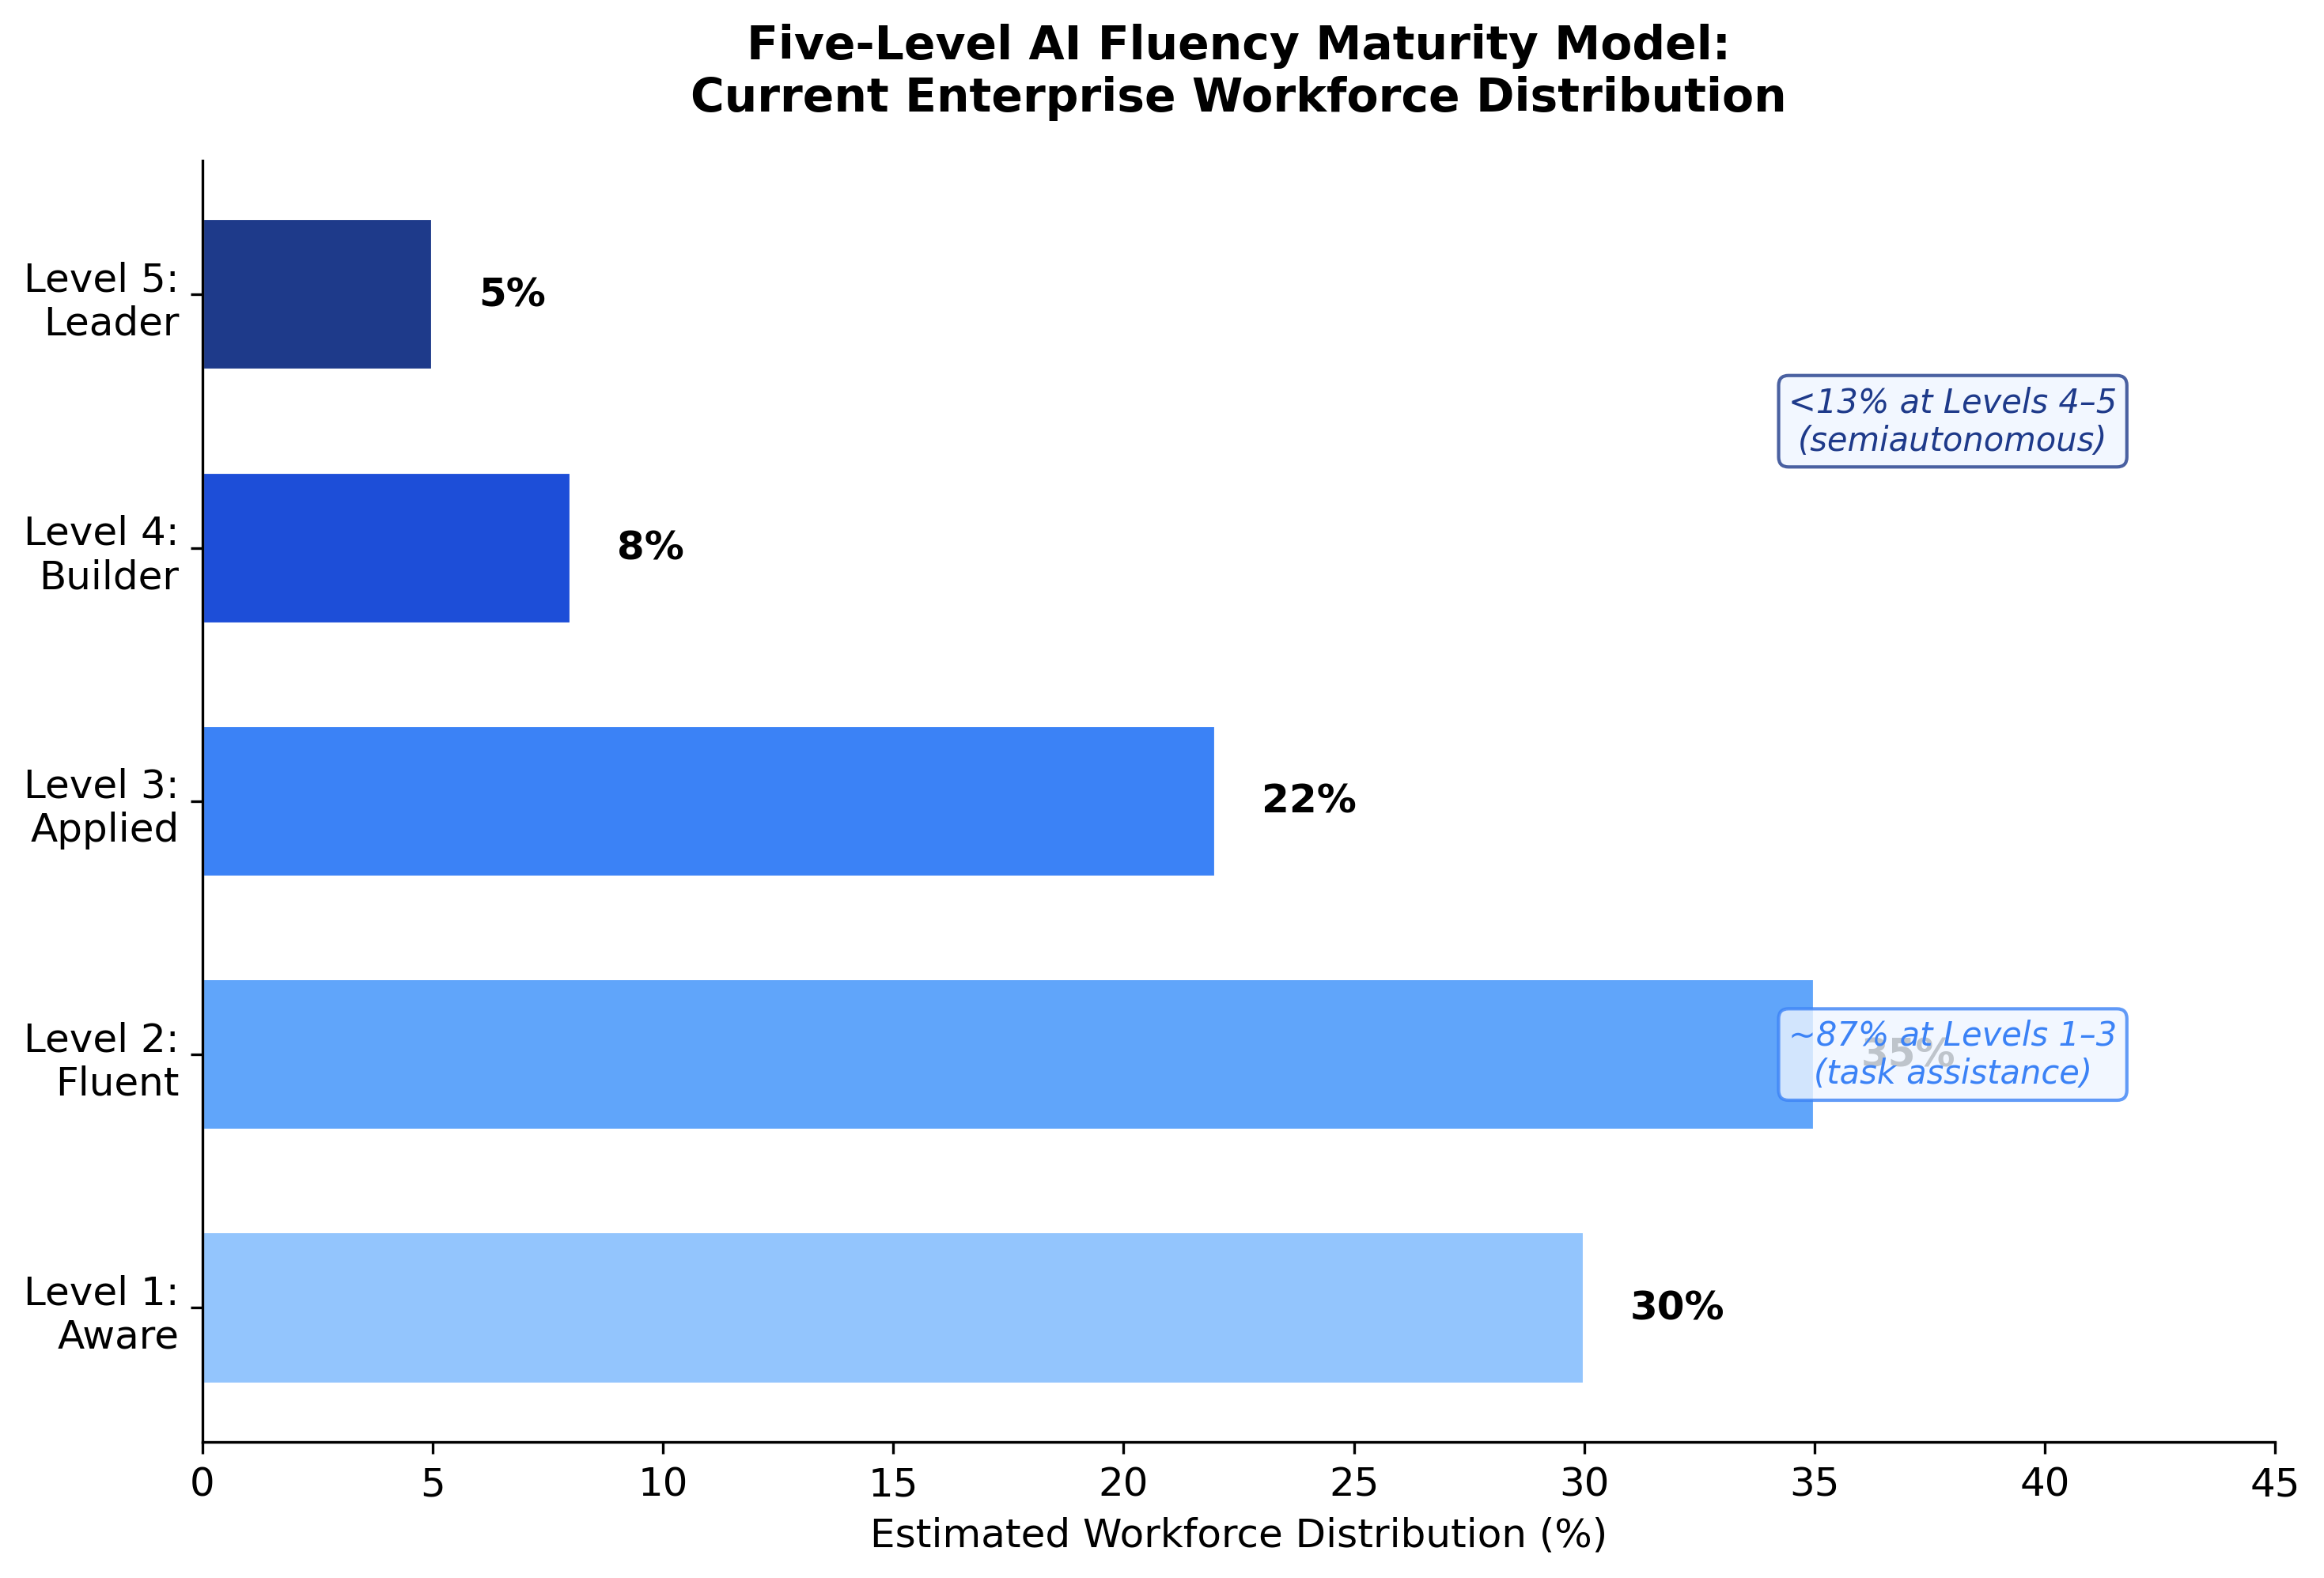 Five-Level AI Fluency Maturity Model:
Current Enterprise Workforce Distribution
Level 5:
Leader
5%
<13% at Levels 4–5
(semiautonomous)
Level 4:
Builder
8%
Level 3:
Applied
22%
Level 2:
Fluent
35%
~87% at Levels 1–3
(task assistance)
Level 1:
Aware
30%
0 5 10 15 20 25 30 35 40 45
Estimated Workforce Distribution (%)